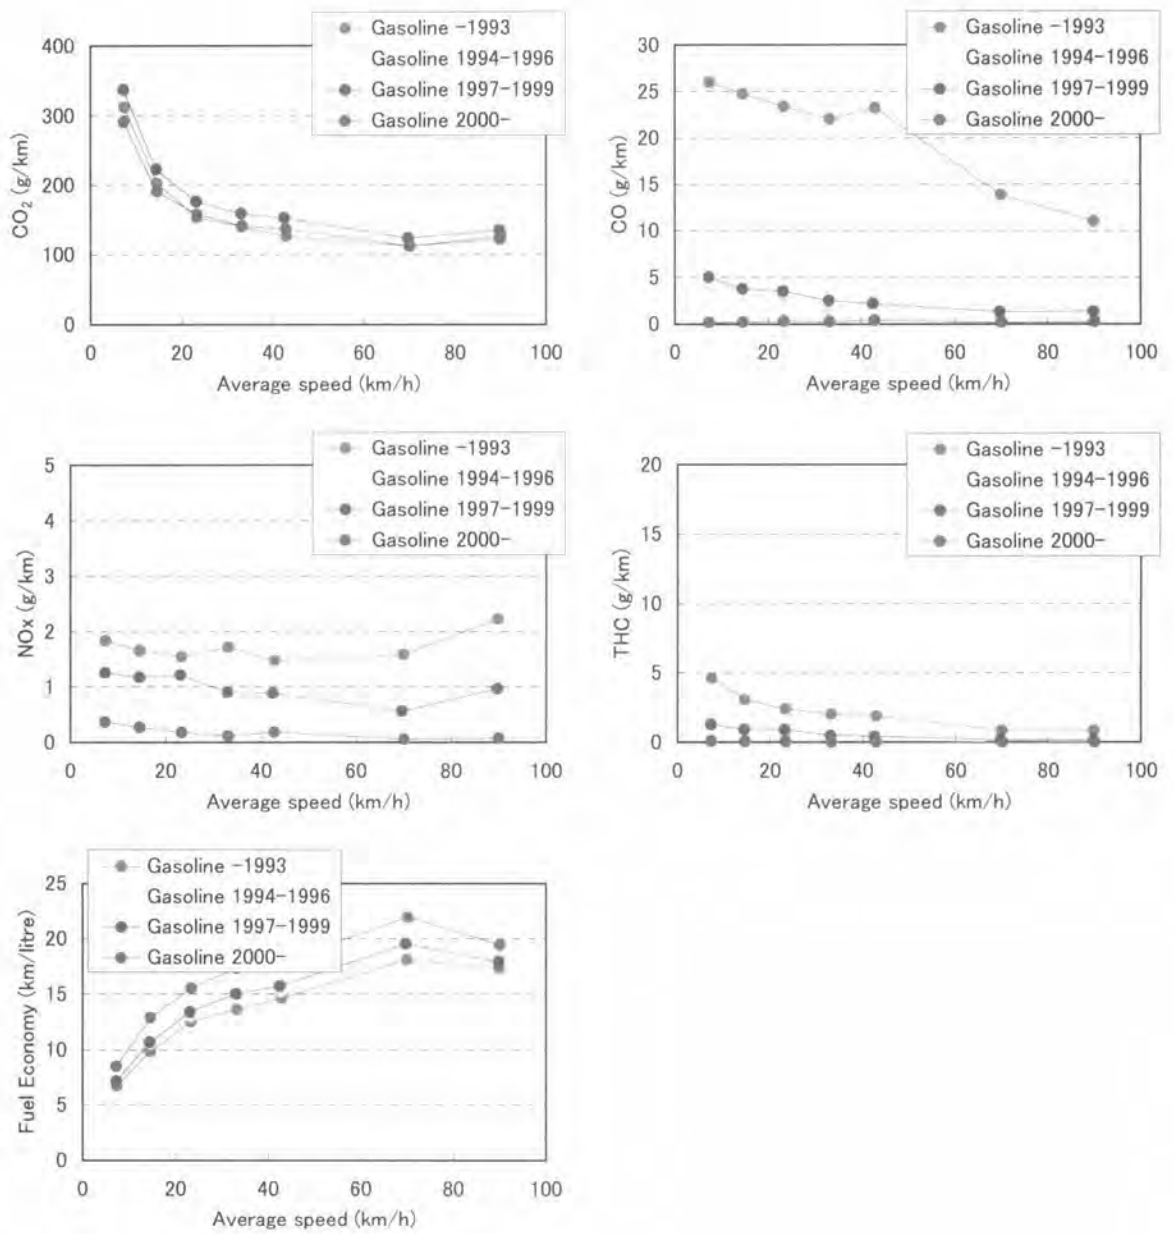 Gasoline -1993
Gasoline 1994-1996
Gasoline 1997-1999
Gasoline 2000-
400
300
200
100
0
CO₂ (g/km)
0 20 40 60 80 100
Average speed (km/h)
Gasoline -1993
Gasoline 1994-1996
Gasoline 1997-1999
Gasoline 2000-
30
25
20
15
10
5
0
CO (g/km)
0 20 40 60 80 100
Average speed (km/h)
Gasoline -1993
Gasoline 1994-1996
Gasoline 1997-1999
Gasoline 2000-
5
4
3
2
1
0
NOx (g/km)
0 20 40 60 80 100
Average speed (km/h)
Gasoline -1993
Gasoline 1994-1996
Gasoline 1997-1999
Gasoline 2000-
20
15
10
5
0
THC (g/km)
0 20 40 60 80 100
Average speed (km/h)
Gasoline -1993
Gasoline 1994-1996
Gasoline 1997-1999
Gasoline 2000-
25
20
15
10
5
0
Fuel Economy (km/litre)
0 20 40 60 80 100
Average speed (km/h)